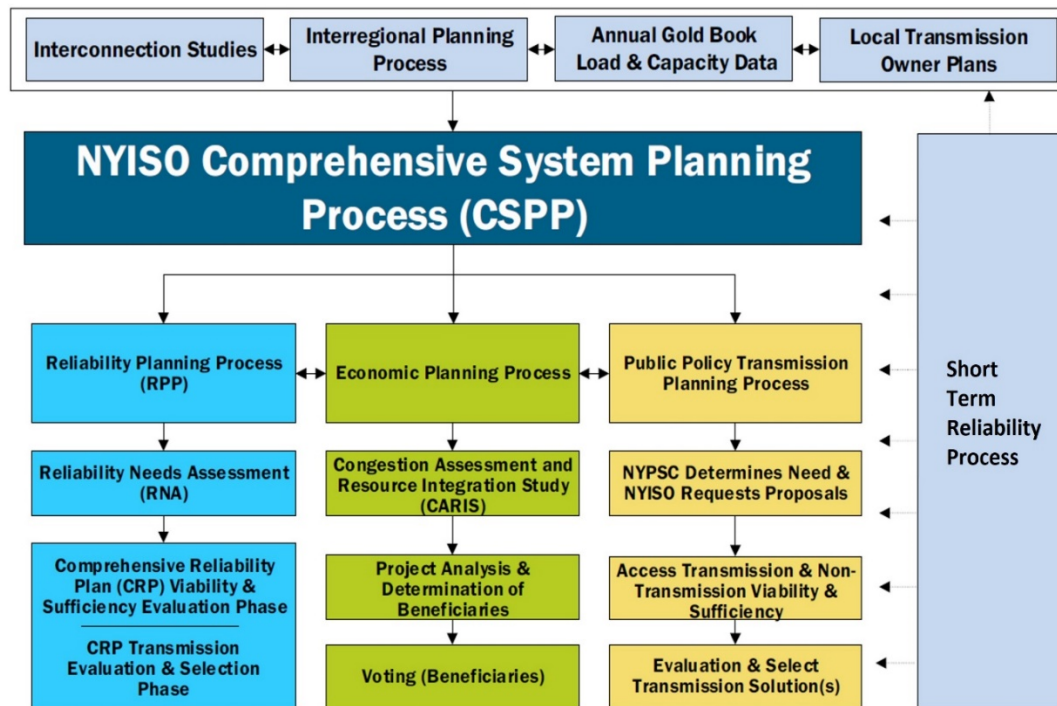 Interconnection Studies
Interregional Planning
Process
Annual Gold Book
Load & Capacity Data
Local Transmission
Owner Plans
NYISO Comprehensive System Planning
Process (CSPP)
Reliability Planning Process
(RPP)
Economic Planning Process
Public Policy Transmission
Planning Process
Short
Term
Reliability
Process
Reliability Needs Assessment
(RNA)
Congestion Assessment and
Resource Integration Study
(CARIS)
NYPSC Determines Need &
NYISO Requests Proposals
Comprehensive Reliability
Plan (CRP) Viability &
Sufficiency Evaluation Phase
CRP Transmission
Evaluation & Selection
Phase
Project Analysis &
Determination of
Beneficiaries
Access Transmission & Non-
Transmission Viability &
Sufficiency
Voting (Beneficiaries)
Evaluation & Select
Transmission Solution(s)